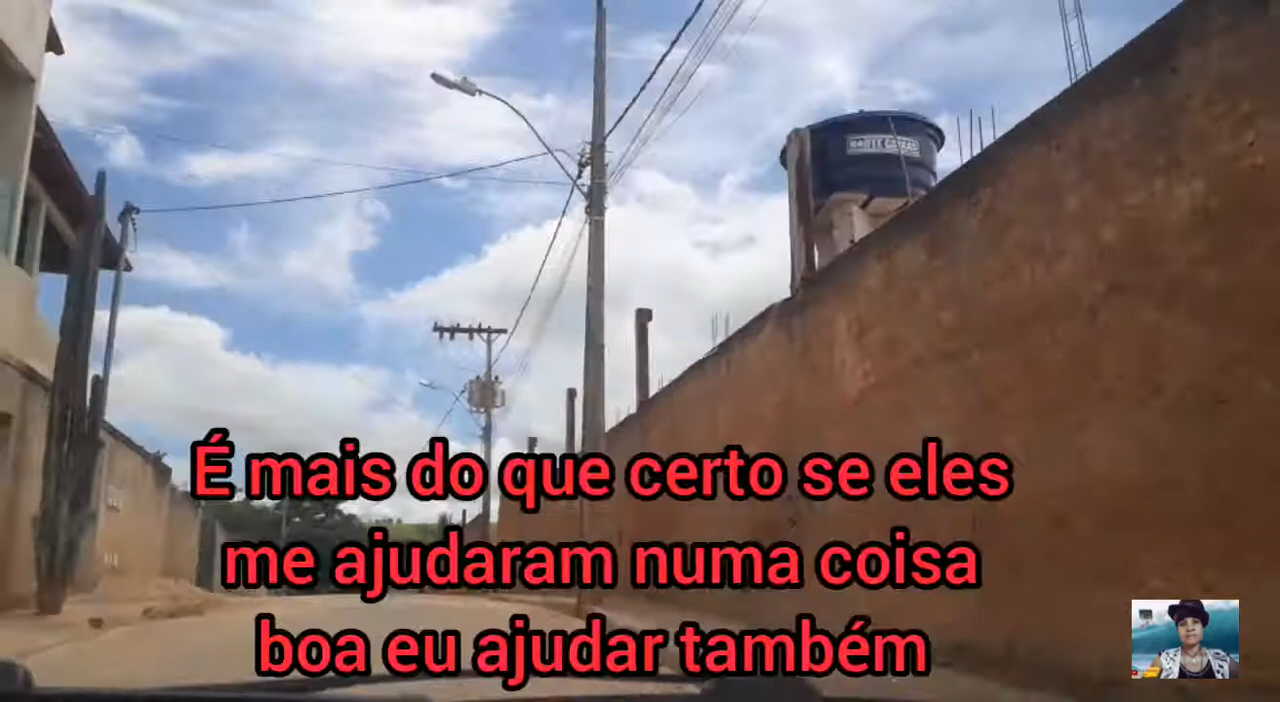 É mais do que certo se eles
me ajudaram numa coisa
boa eu ajudar também